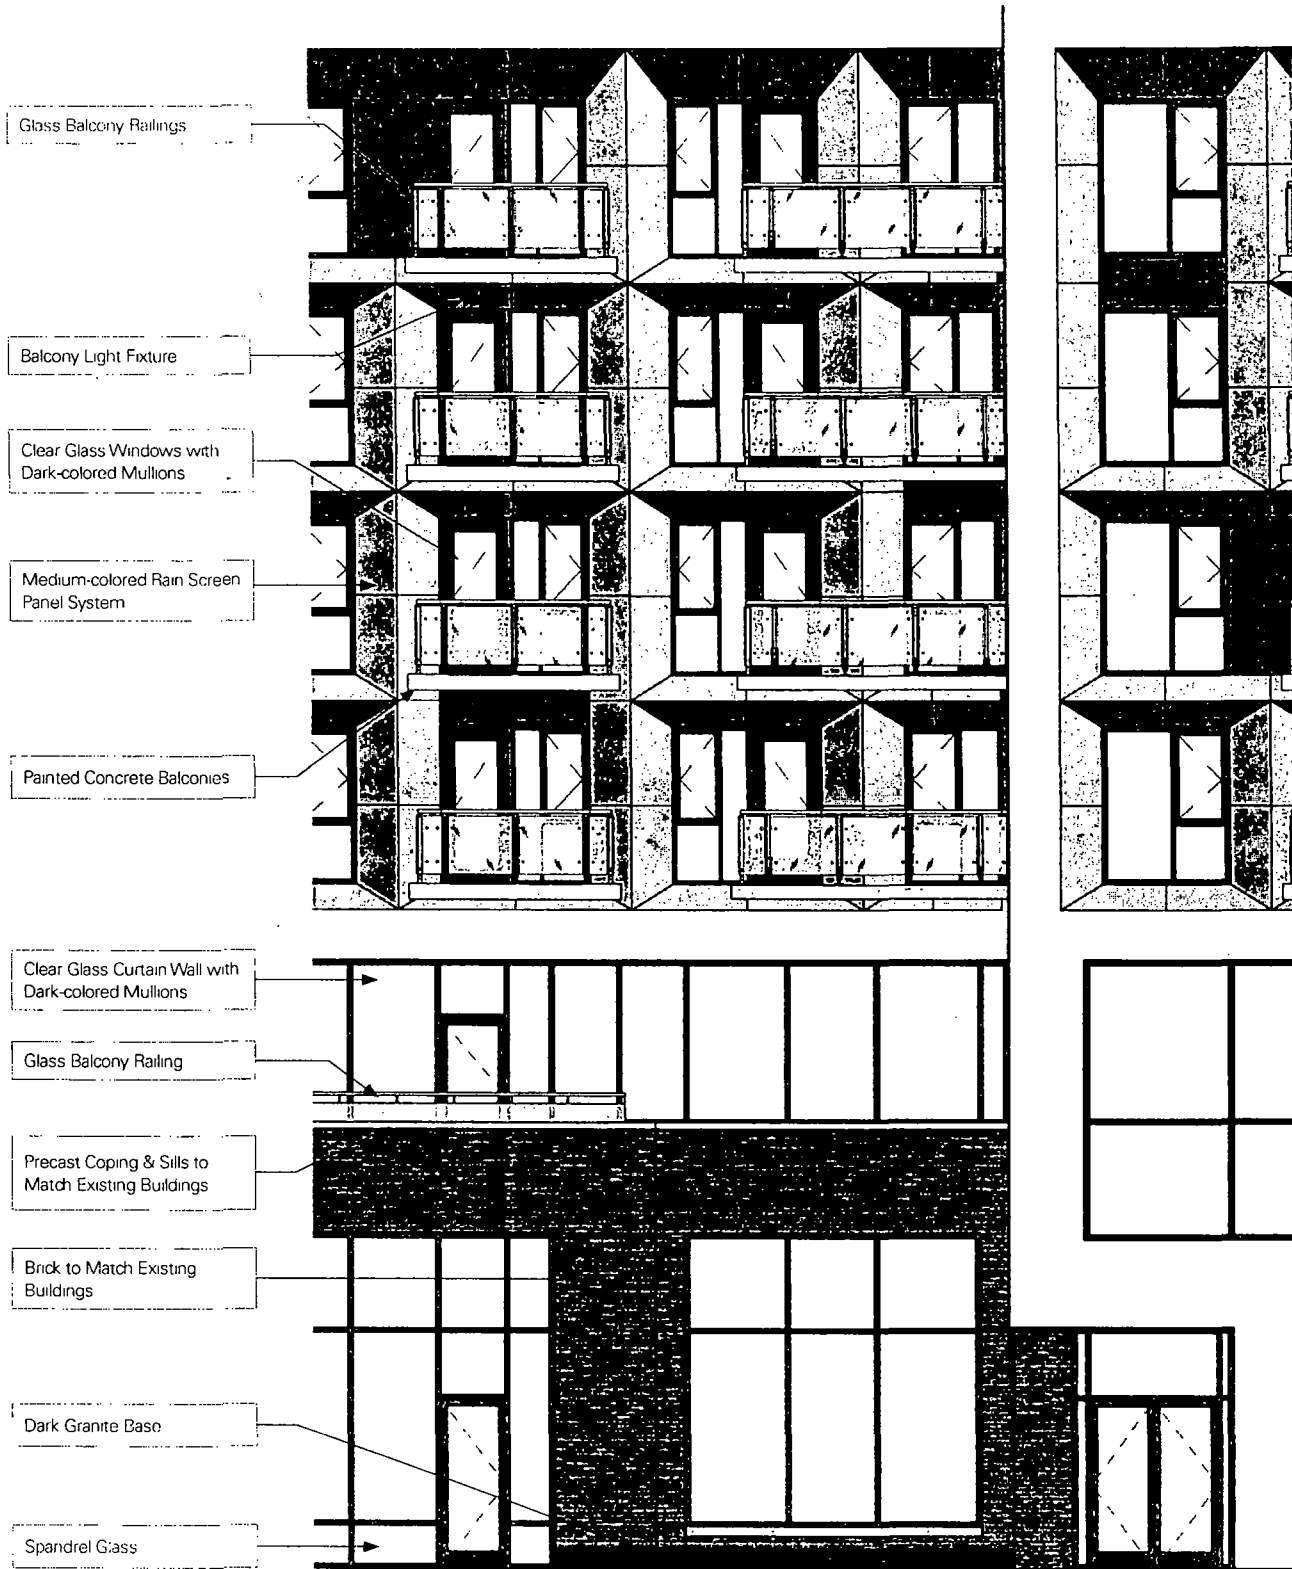 Glass Balcony Railings
Balcony Light Fixture
Clear Glass Windows with
Dark-colored Mullions
Medium-colored Rain Screen
Panel System
Painted Concrete Balconies
Clear Glass Curtain Wall with
Dark-colored Mullions
Glass Balcony Railing
Precast Coping & Sills to
Match Existing Buildings
Brick to Match Existing
Buildings
Dark Granite Base
Spandrel Glass